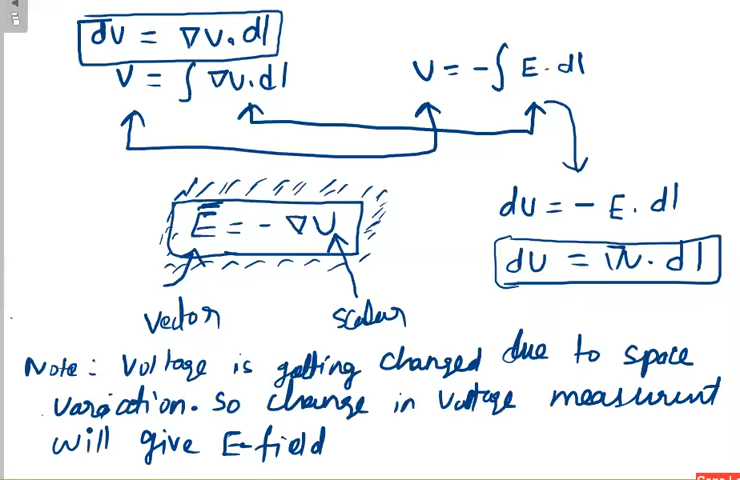 dv = ∇V. dl
V = ∫ ∇V. dl
V = -∫ E. dl
E̅ = - ∇V
dv = - E. dl
dv = ∇V. dl
vector
scalar
Note: Voltage is getting changed due to space
variation. So change in voltage measurment
will give E-field